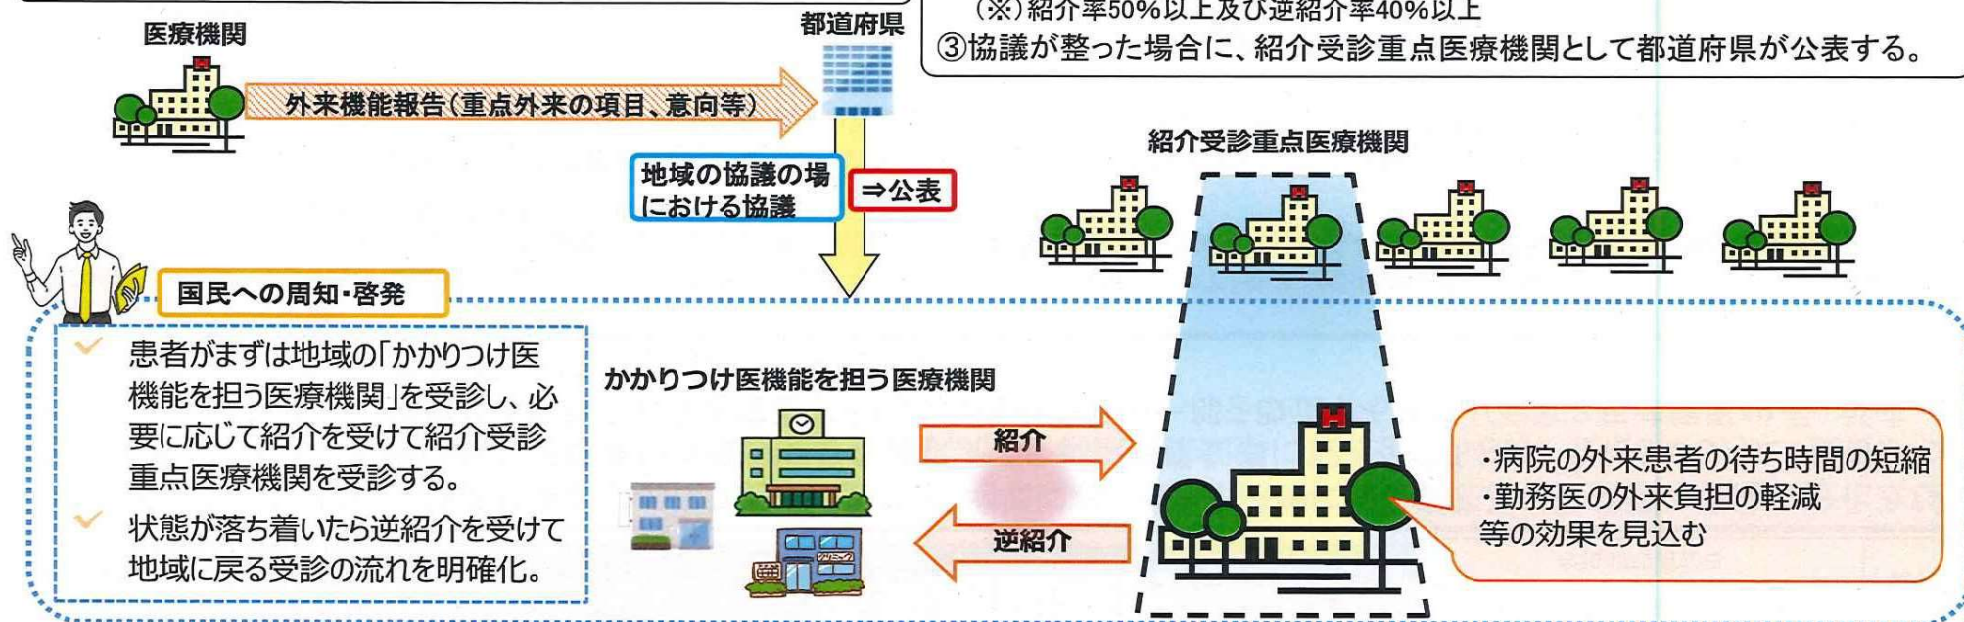 (※)紹介率50%以上及び逆紹介率40%以上
③協議が整った場合に、紹介受診重点医療機関として都道府県が公表する。
医療機関
都道府県
H
外来機能報告(重点外来の項目、意向等)
地域の協議の場
における協議
⇒公表
紹介受診重点医療機関
H
H
H
H
H
国民への周知・啓発
患者がまずは地域の「かかりつけ医
機能を担う医療機関」を受診し、必
要に応じて紹介を受けて紹介受診
重点医療機関を受診する。
状態が落ち着いたら逆紹介を受けて
地域に戻る受診の流れを明確化。
かかりつけ医機能を担う医療機関
クリニック
紹介
逆紹介
H
・病院の外来患者の待ち時間の短縮
・勤務医の外来負担の軽減
等の効果を見込む